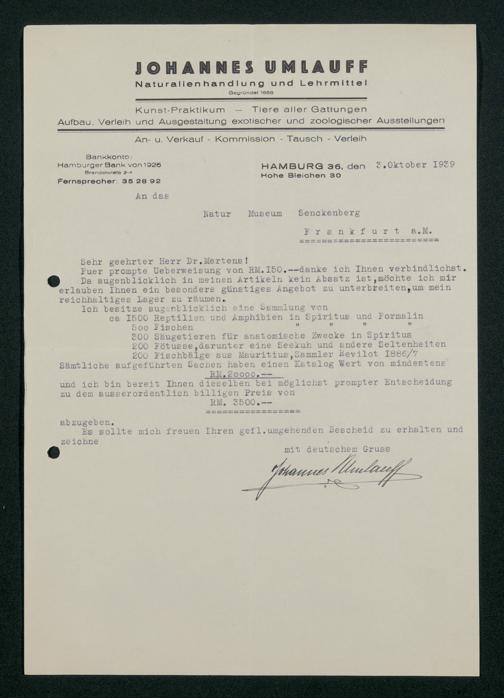 JOHANNES UMLAUFF
Naturalienhandlung und Lehrmittel
Gegründet 1868
Kunst-Praktikum — Tiere aller Gattungen
Aufbau, Verleih und Ausgestaltung exotischer und zoologischer Ausstellungen
An- u. Verkauf - Kommission - Tausch - Verleih
Bankkonto:
Hamburger Bank von 1926
Fernsprecher: 35 28 92
HAMBURG 36, den 3.Oktober 1939
Hohe Bleichen 30
An das
Natur Museum Senckenberg
Frankfurt a.M.
Sehr geehrter Herr Dr.Mertens!
Fuer prompte Ueberweisung von RM.I50.--danke ich Ihnen verbindlichst.
Da augenblicklich in meinen Artikeln kein Absatz ist,möchte ich mir
erlauben Ihnen ein besonders günstiges Angebot zu unterbreiten,um mein
reichhaltiges Lager zu räumen.
Ich besitze augenblicklich eine Sammlung von
ca I500 Reptilien und Amphibien in Spiritus und Formalin
500 Fischen " " " "
300 Säugetieren für anatomische Zwecke in Spiritus
200 Fötusse,darunter eine Seekuh und andere Seltenheiten
200 Fischbälge aus Mauritius,Sammler Revilot I886/7
Sämtliche aufgeführten Sachen haben einen Katalog Wert von mindestens
RM.20000.--
und ich bin bereit Ihnen dieselben bei möglichst prompter Entscheidung
zu dem ausserordentlich billigen Preis von
RM. 3500.--
abzugeben.
Es sollte mich freuen Ihren gefl.umgehenden Bescheid zu erhalten und
zeichne
mit deutschem Gruss
Johannes Umlauff